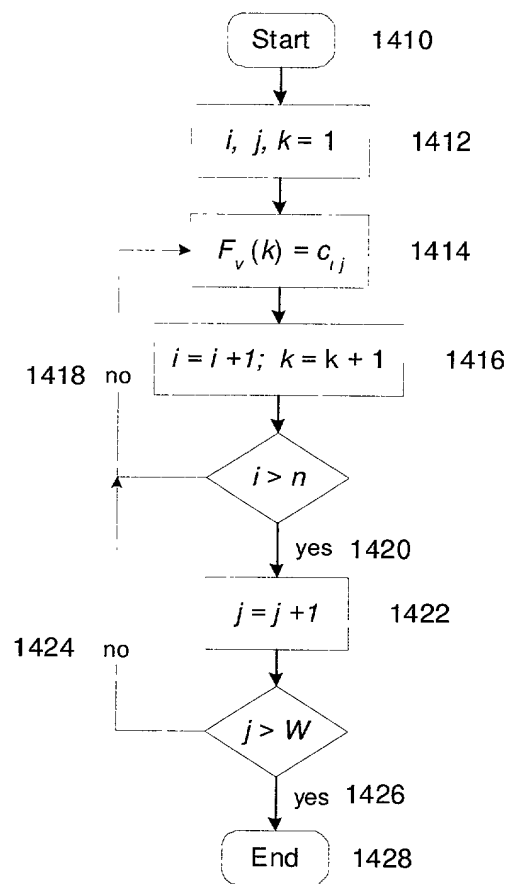 Start 1410
i, j, k = 1 1412
F_v (k) = c_ij 1414
i = i +1; k = k + 1 1416
1418 no
i > n
yes 1420
j = j +1 1422
1424 no
j > W
yes 1426
End 1428